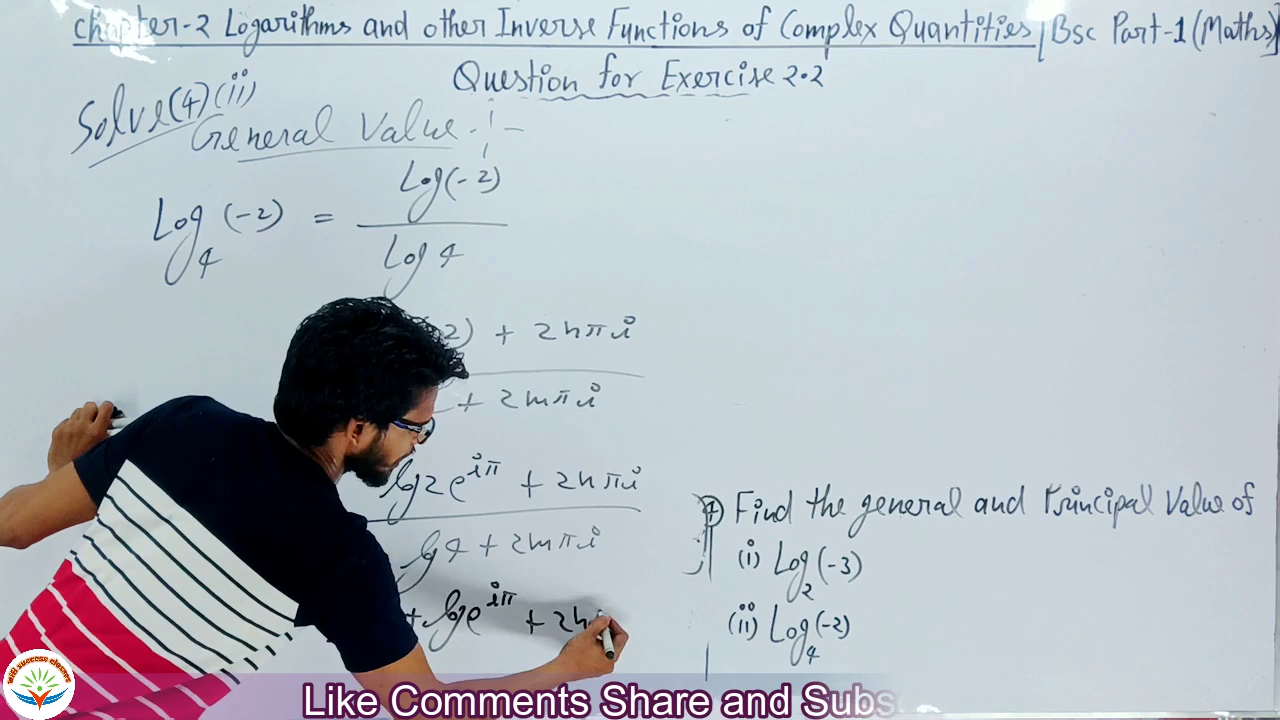 Chapter-2 Logarithms and other Inverse Functions of Complex Quantities | Bsc Part-1 (Maths)
Question for Exercise 2.2
Solve (4) (ii)
General Value :-
Log₄(-2) = Log(-2) / Log 4
2) + 2nπi
+ 2mπi
log 2e^{iπ} + 2nπi
log 4 + 2mπi
+ log e^{iπ} + 2n
Find the general and Principal Value of
(i) Log₂(-3)
(ii) Log₄(-2)
Like Comments Share and Subs